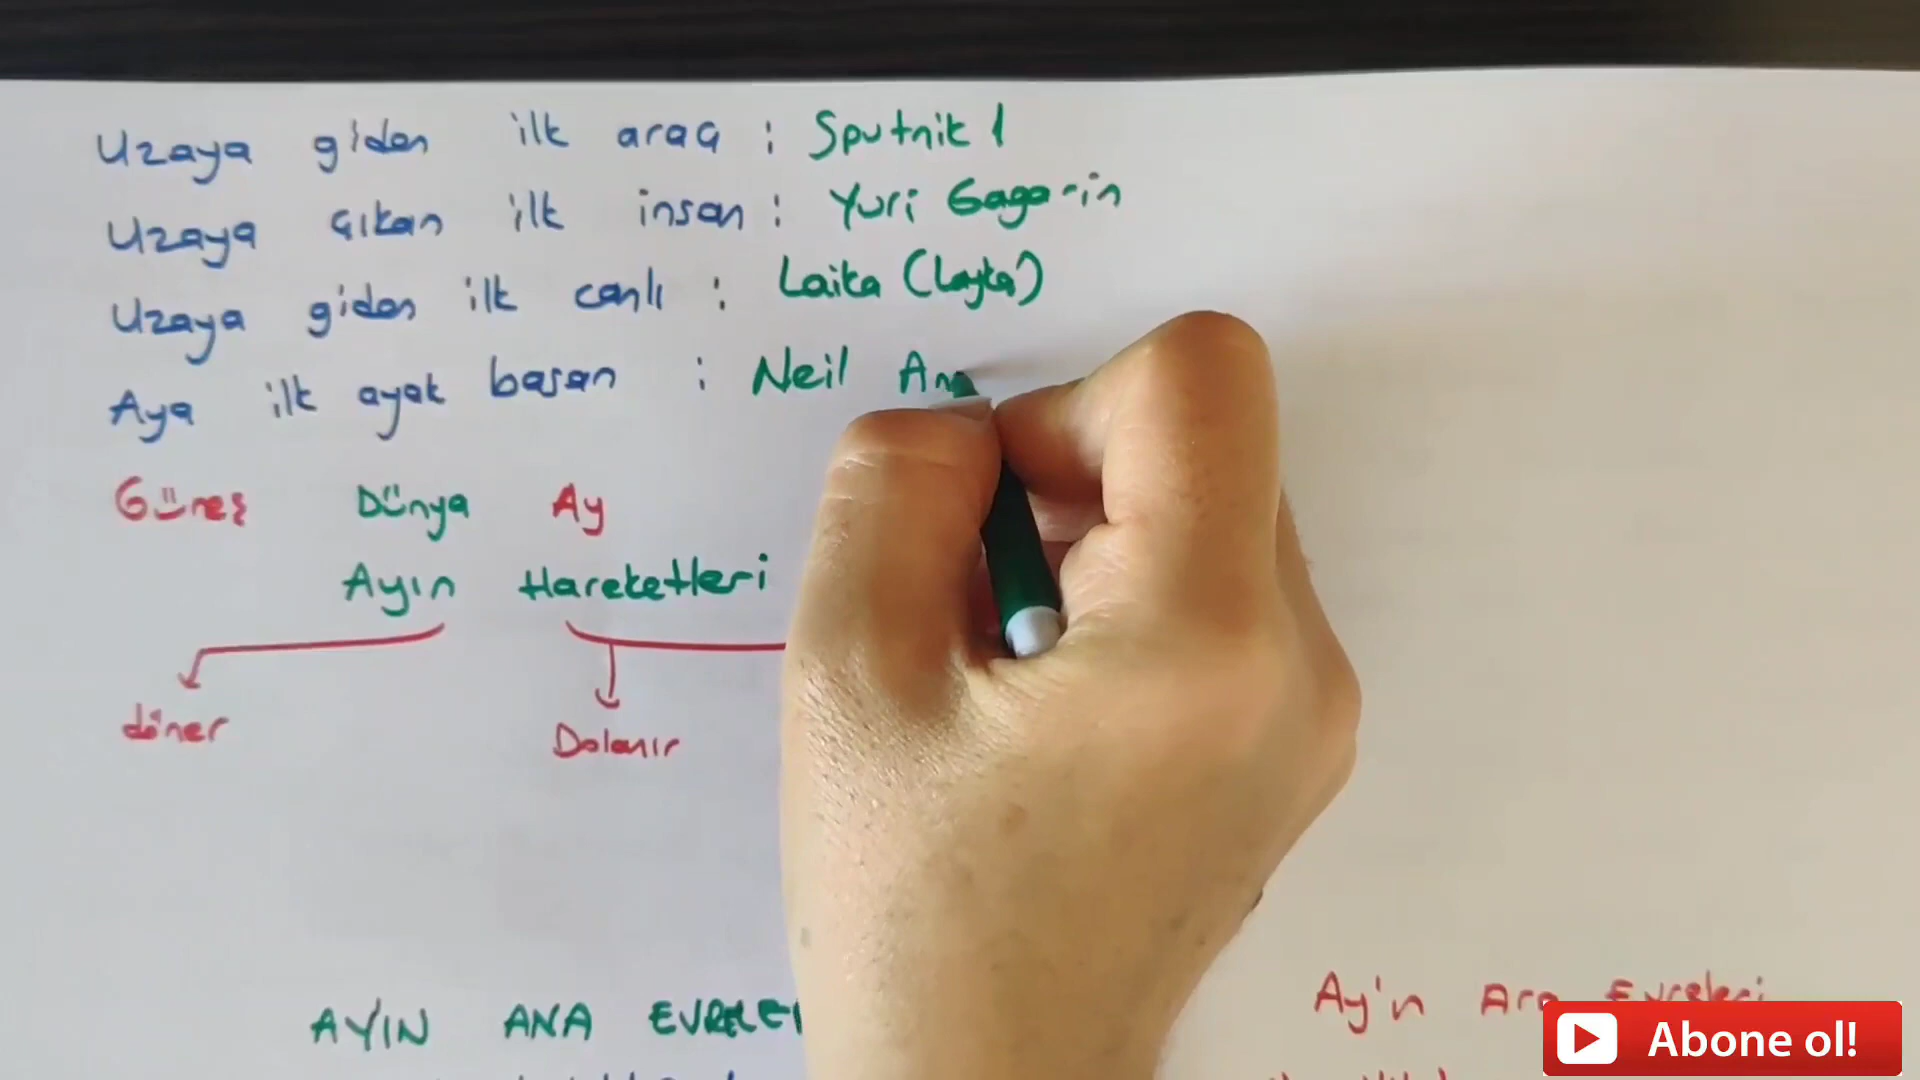 Uzaya giden ilk araç : Sputnik 1
Uzaya çıkan ilk insan : Yuri Gagarin
Uzaya giden ilk canlı : Laika (Layka)
Aya ilk ayak basan : Neil
Güneş Dünya Ay
Ayın Hareketleri
döner
Dolanır
AYIN ANA
Ay'n Ara Evreleri
Abone ol!